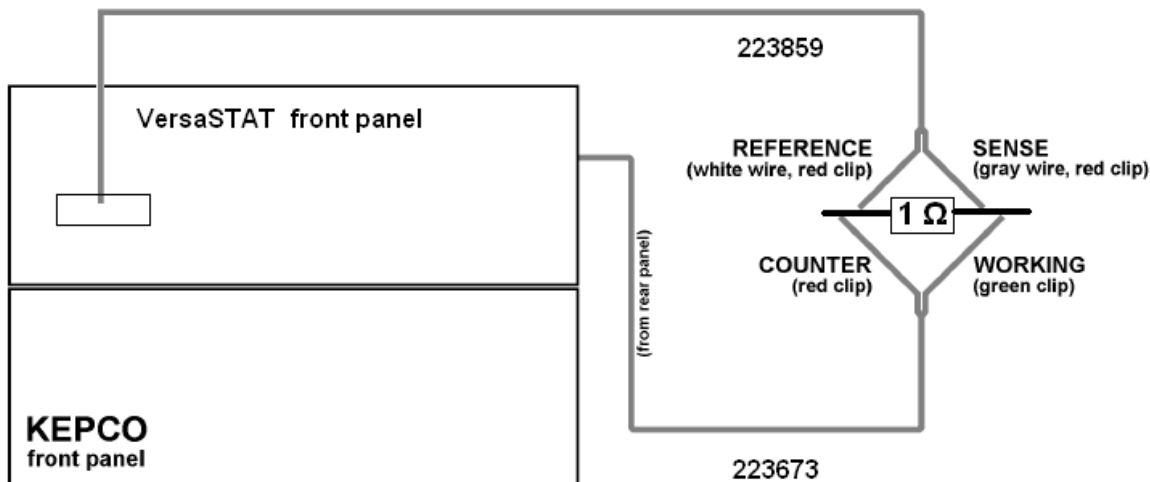 223859
VersaSTAT front panel
REFERENCE
(white wire, red clip)
SENSE
(gray wire, red clip)
1 Ω
COUNTER
(red clip)
WORKING
(green clip)
(from rear panel)
KEPCO
front panel
223673